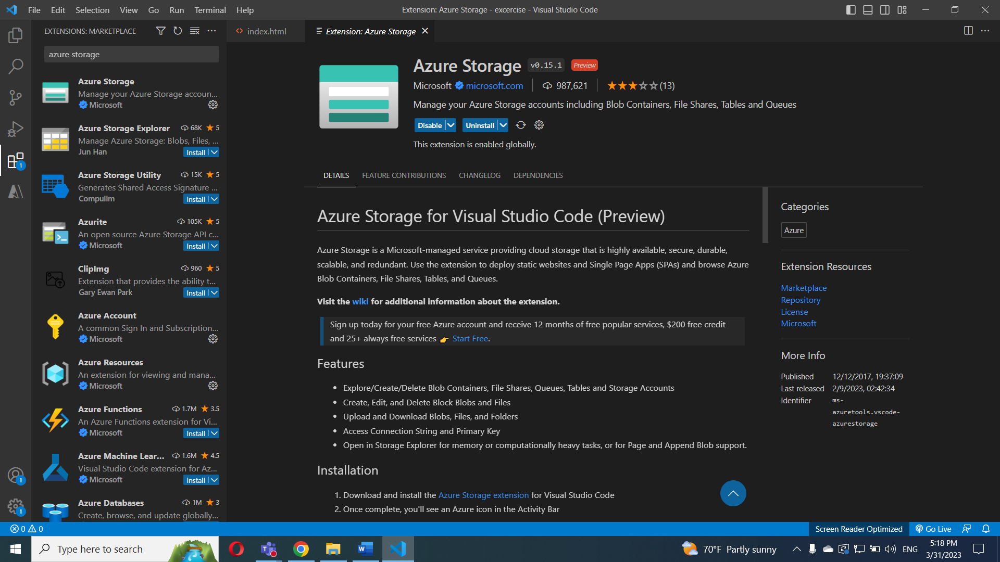 File Edit Selection View Go Run Terminal Help
Extension: Azure Storage - excercise - Visual Studio Code
EXTENSIONS: MARKETPLACE
azure storage
Azure Storage
Manage your Azure Storage accoun...
Microsoft
Azure Storage Explorer 68K 5
Manage Azure Storage: Blobs, Files, ...
Jun Han Install
Azure Storage Utility 15K 5
Generates Shared Access Signature ...
Compulim Install
Azurite 105K 5
An open source Azure Storage API c...
Microsoft Install
ClipImg 960 5
Extension that provides the ability t...
Gary Ewan Park Install
Azure Account
A common Sign In and Subscription...
Microsoft
Azure Resources
An extension for viewing and mana...
Microsoft
Azure Functions 1.7M 3.5
An Azure Functions extension for Vi...
Microsoft Install
Azure Machine Lear... 1.6M 4.5
Visual Studio Code extension for Az...
Microsoft Install
Azure Databases 1M 3
Create, browse, and update globally...
1
1
1
index.html
Extension: Azure Storage
Azure Storage v0.15.1 Preview
Microsoft microsoft.com 987,621 (13)
Manage your Azure Storage accounts including Blob Containers, File Shares, Tables and Queues
Disable Uninstall
This extension is enabled globally.
DETAILS FEATURE CONTRIBUTIONS CHANGELOG DEPENDENCIES
Azure Storage for Visual Studio Code (Preview)
Azure Storage is a Microsoft-managed service providing cloud storage that is highly available, secure, durable,
scalable, and redundant. Use the extension to deploy static websites and Single Page Apps (SPAs) and browse Azure
Blob Containers, File Shares, Tables, and Queues.
Visit the wiki for additional information about the extension.
Sign up today for your free Azure account and receive 12 months of free popular services, $200 free credit
and 25+ always free services 👉 Start Free.
Features
• Explore/Create/Delete Blob Containers, File Shares, Queues, Tables and Storage Accounts
• Create, Edit, and Delete Block Blobs and Files
• Upload and Download Blobs, Files, and Folders
• Access Connection String and Primary Key
• Open in Storage Explorer for memory or computationally heavy tasks, or for Page and Append Blob support.
Installation
1. Download and install the Azure Storage extension for Visual Studio Code
2. Once complete, you'll see an Azure icon in the Activity Bar
Categories
Azure
Extension Resources
Marketplace
Repository
License
Microsoft
More Info
Published 12/12/2017, 19:37:09
Last released 2/9/2023, 02:42:34
Identifier ms-
azuretools.vscode-
azurestorage
0 0
Screen Reader Optimized Go Live
Type here to search
70°F Partly sunny
ENG
5:18 PM
3/31/2023